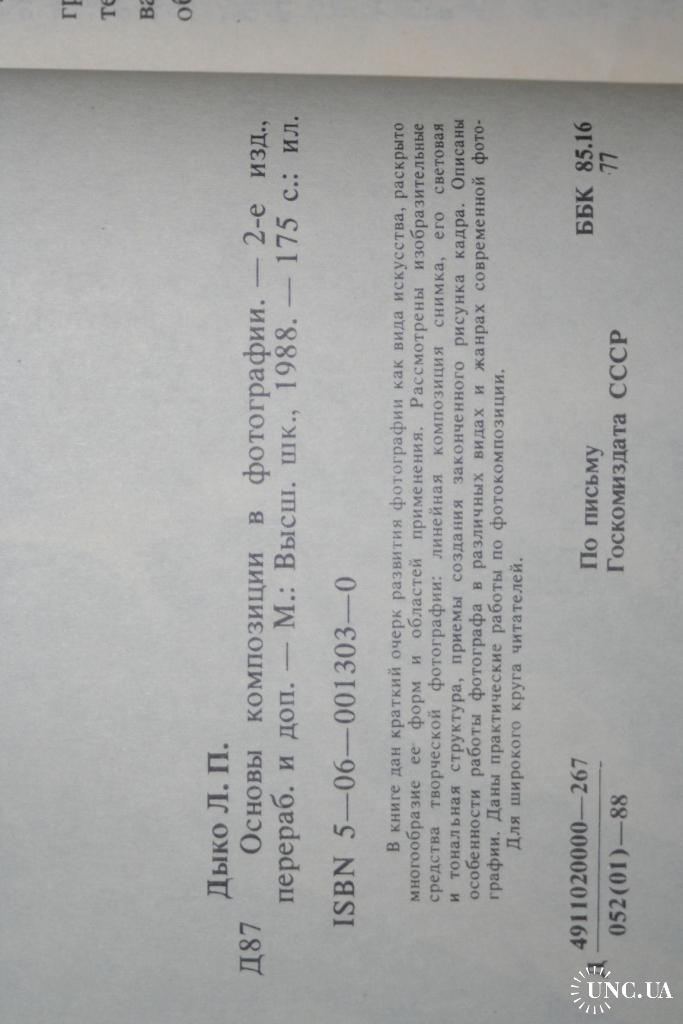 гр
те
ва
об
Дыко Л. П.
Д87 Основы композиции в фотографии. — 2-е изд.,
перераб. и доп. — М.: Высш. шк., 1988. — 175 с.: ил.
ISBN 5—06—001303—0
В книге дан краткий очерк развития фотографии как вида искусства, раскрыто
многообразие ее форм и областей применения. Рассмотрены изобразительные
средства творческой фотографии: линейная композиция снимка, его световая
и тональная структура, приемы создания законченного рисунка кадра. Описаны
особенности работы фотографа в различных видах и жанрах современной фото-
графии. Даны практические работы по фотокомпозиции.
Для широкого круга читателей.
Д 4911020000—267
052(01)—88
По письму
Госкомиздата СССР
ББК 85.16
77
UNC.UA